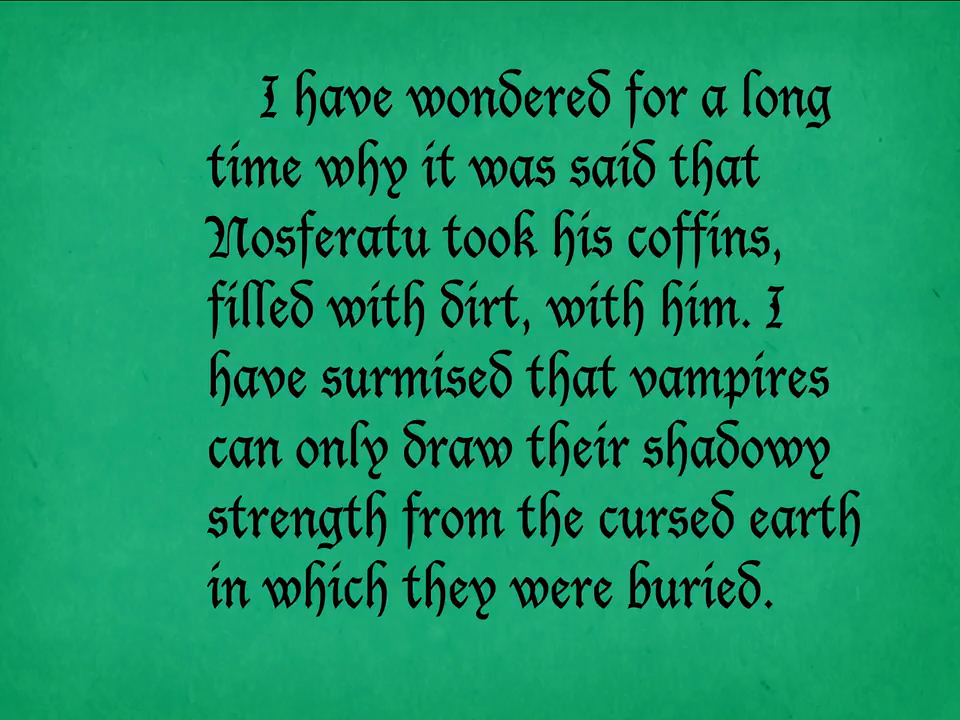 I have wondered for a long
time why it was said that
Nosferatu took his coffins,
filled with dirt, with him. I
have surmised that vampires
can only draw their shadowy
strength from the cursed earth
in which they were buried.